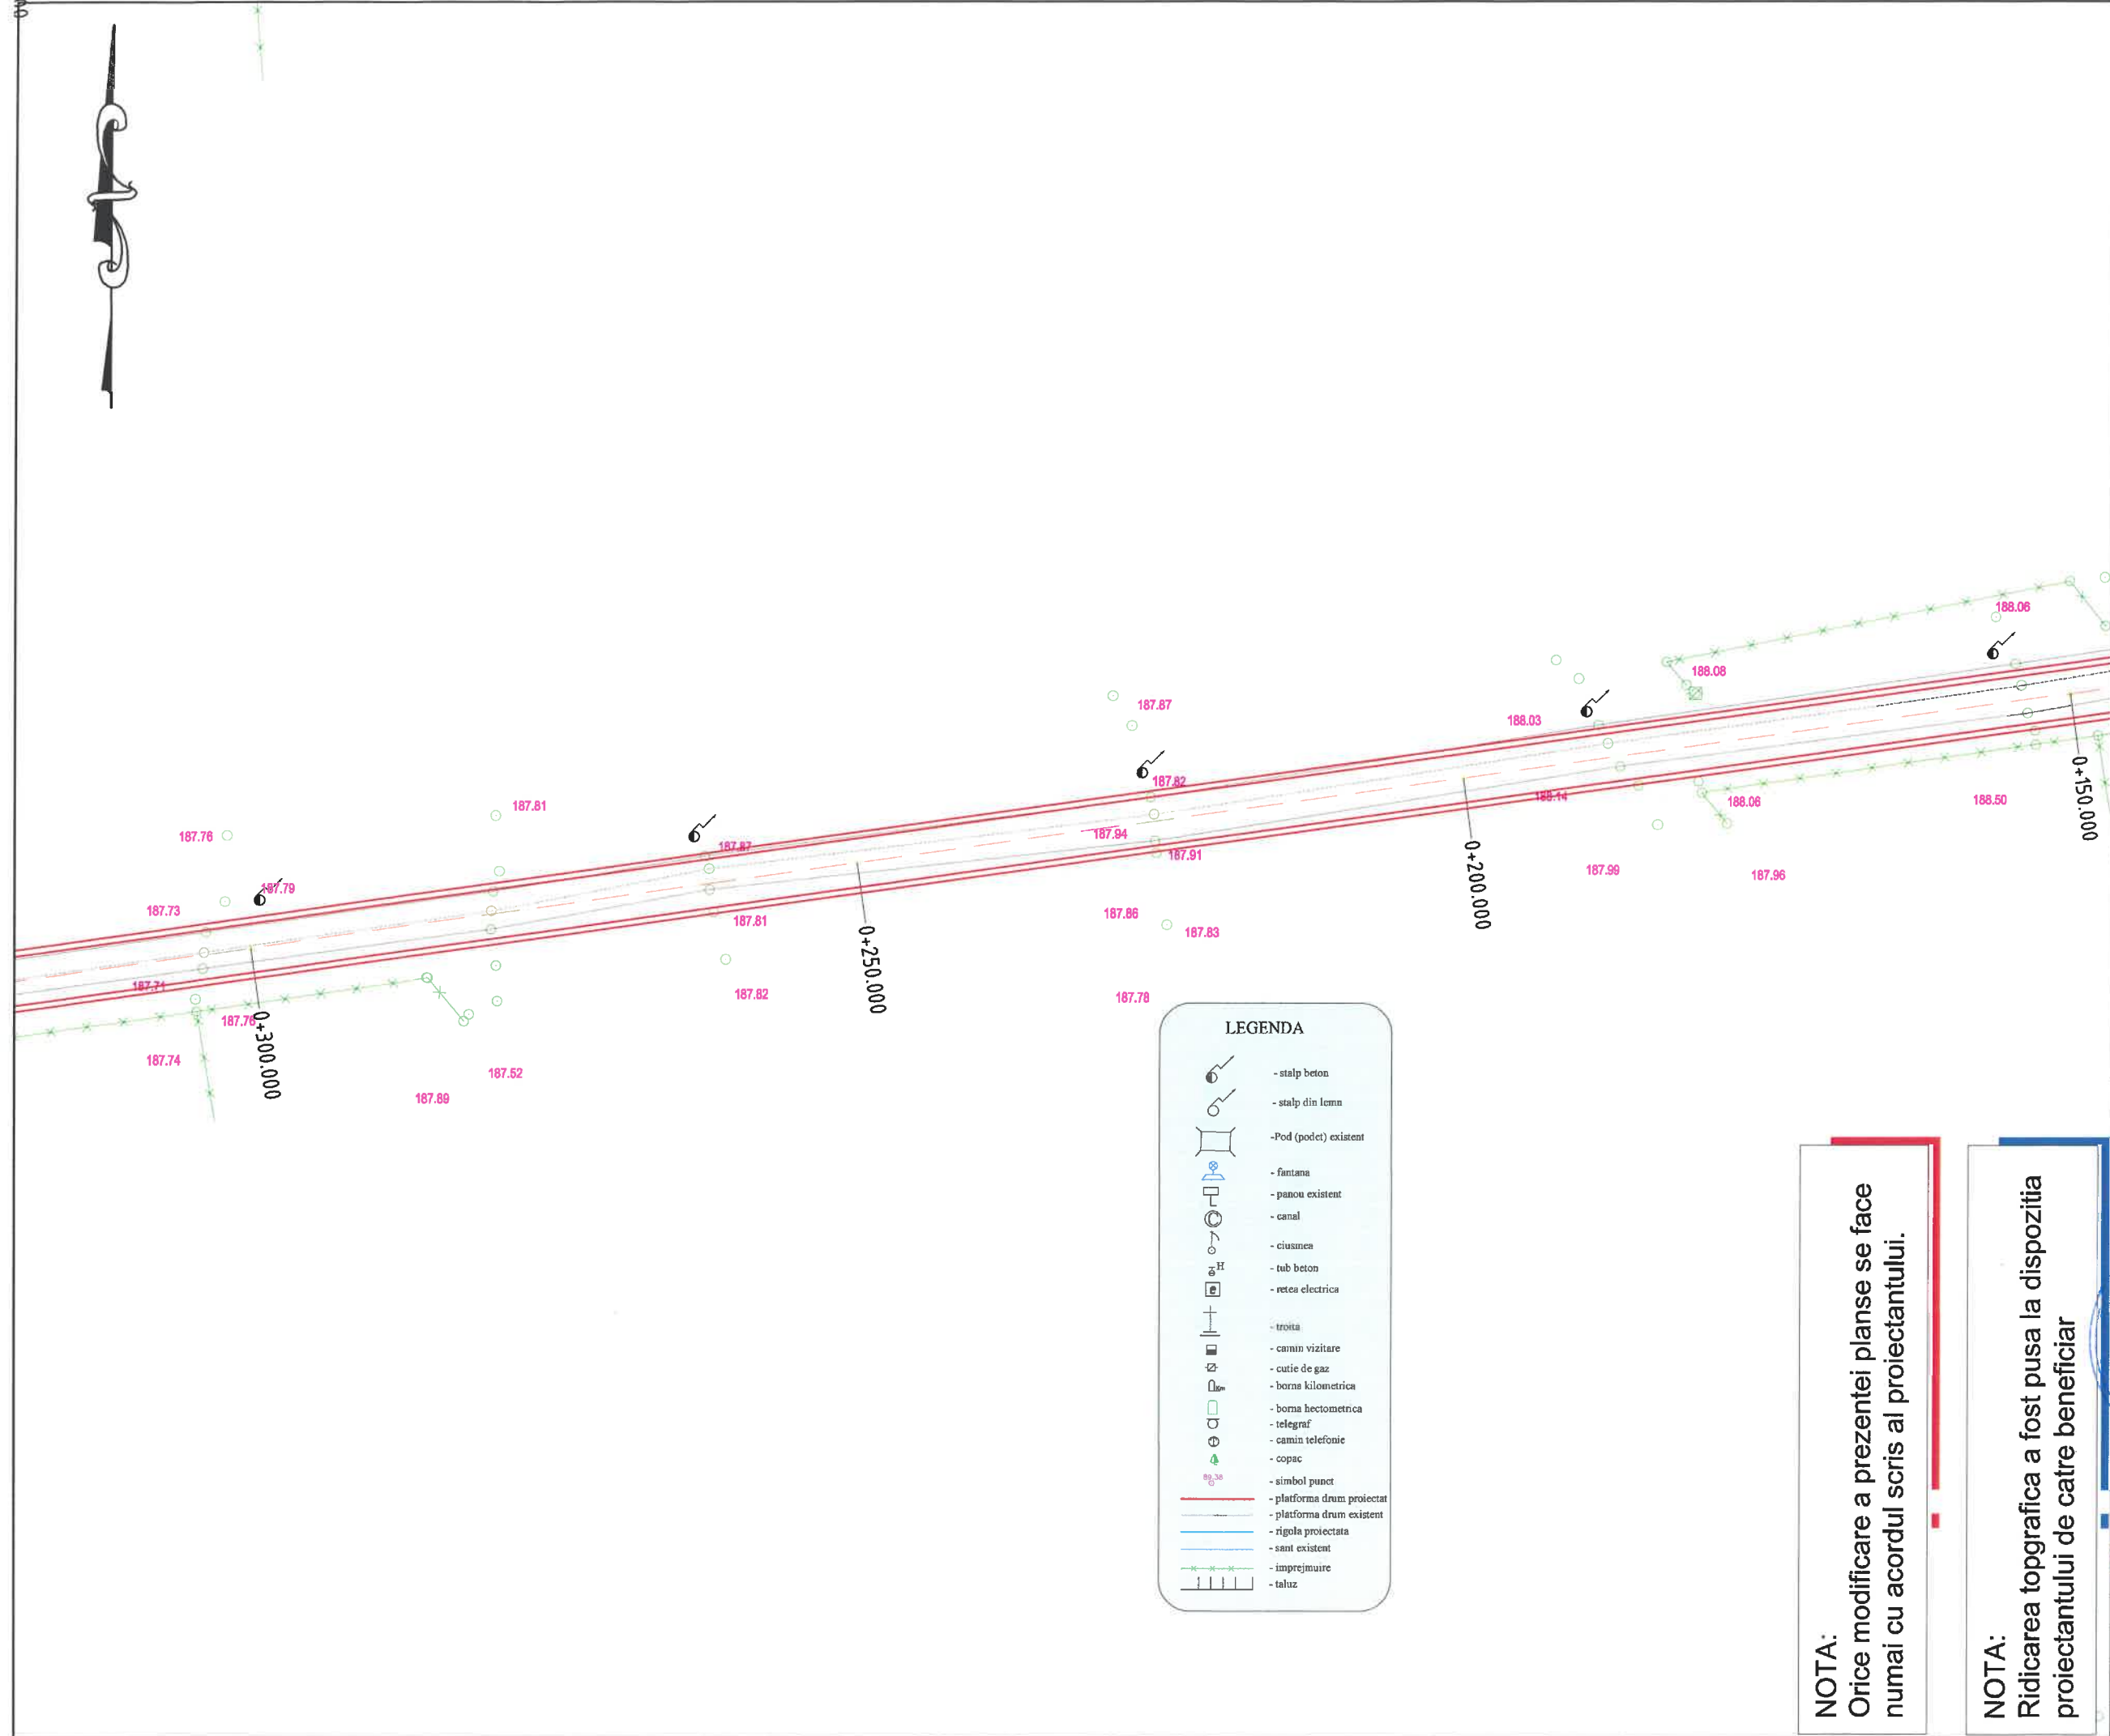 188.06
188.08
187.87
188.03
187.82
188.14
188.06
188.50
0+150.000
187.81
187.76
187.87
187.94
187.91
187.99
187.96
0+200.000
187.79
187.73
187.81
187.86
187.83
0+250.000
187.71
187.82
187.78
187.76
0+300.000
187.74
187.52
187.89
LEGENDA
- stalp beton
- stalp din lemn
-Pod (podet) existent
- fantana
- panou existent
- canal
- ciusmea
- tub beton
- retea electrica
- troita
- camin vizitare
- cutie de gaz
- borna kilometrica
- borna hectometrica
- telegraf
- camin telefonie
- copac
- simbol punct
- platforma drum proiectat
- platforma drum existent
- rigola proiectata
- sant existent
- imprejmuire
- taluz
NOTA:
Orice modificare a prezentei planse se face
numai cu acordul scris al proiectantului.
NOTA:
Ridicarea topgrafica a fost pusa la dispozitia
proiectantului de catre beneficiar